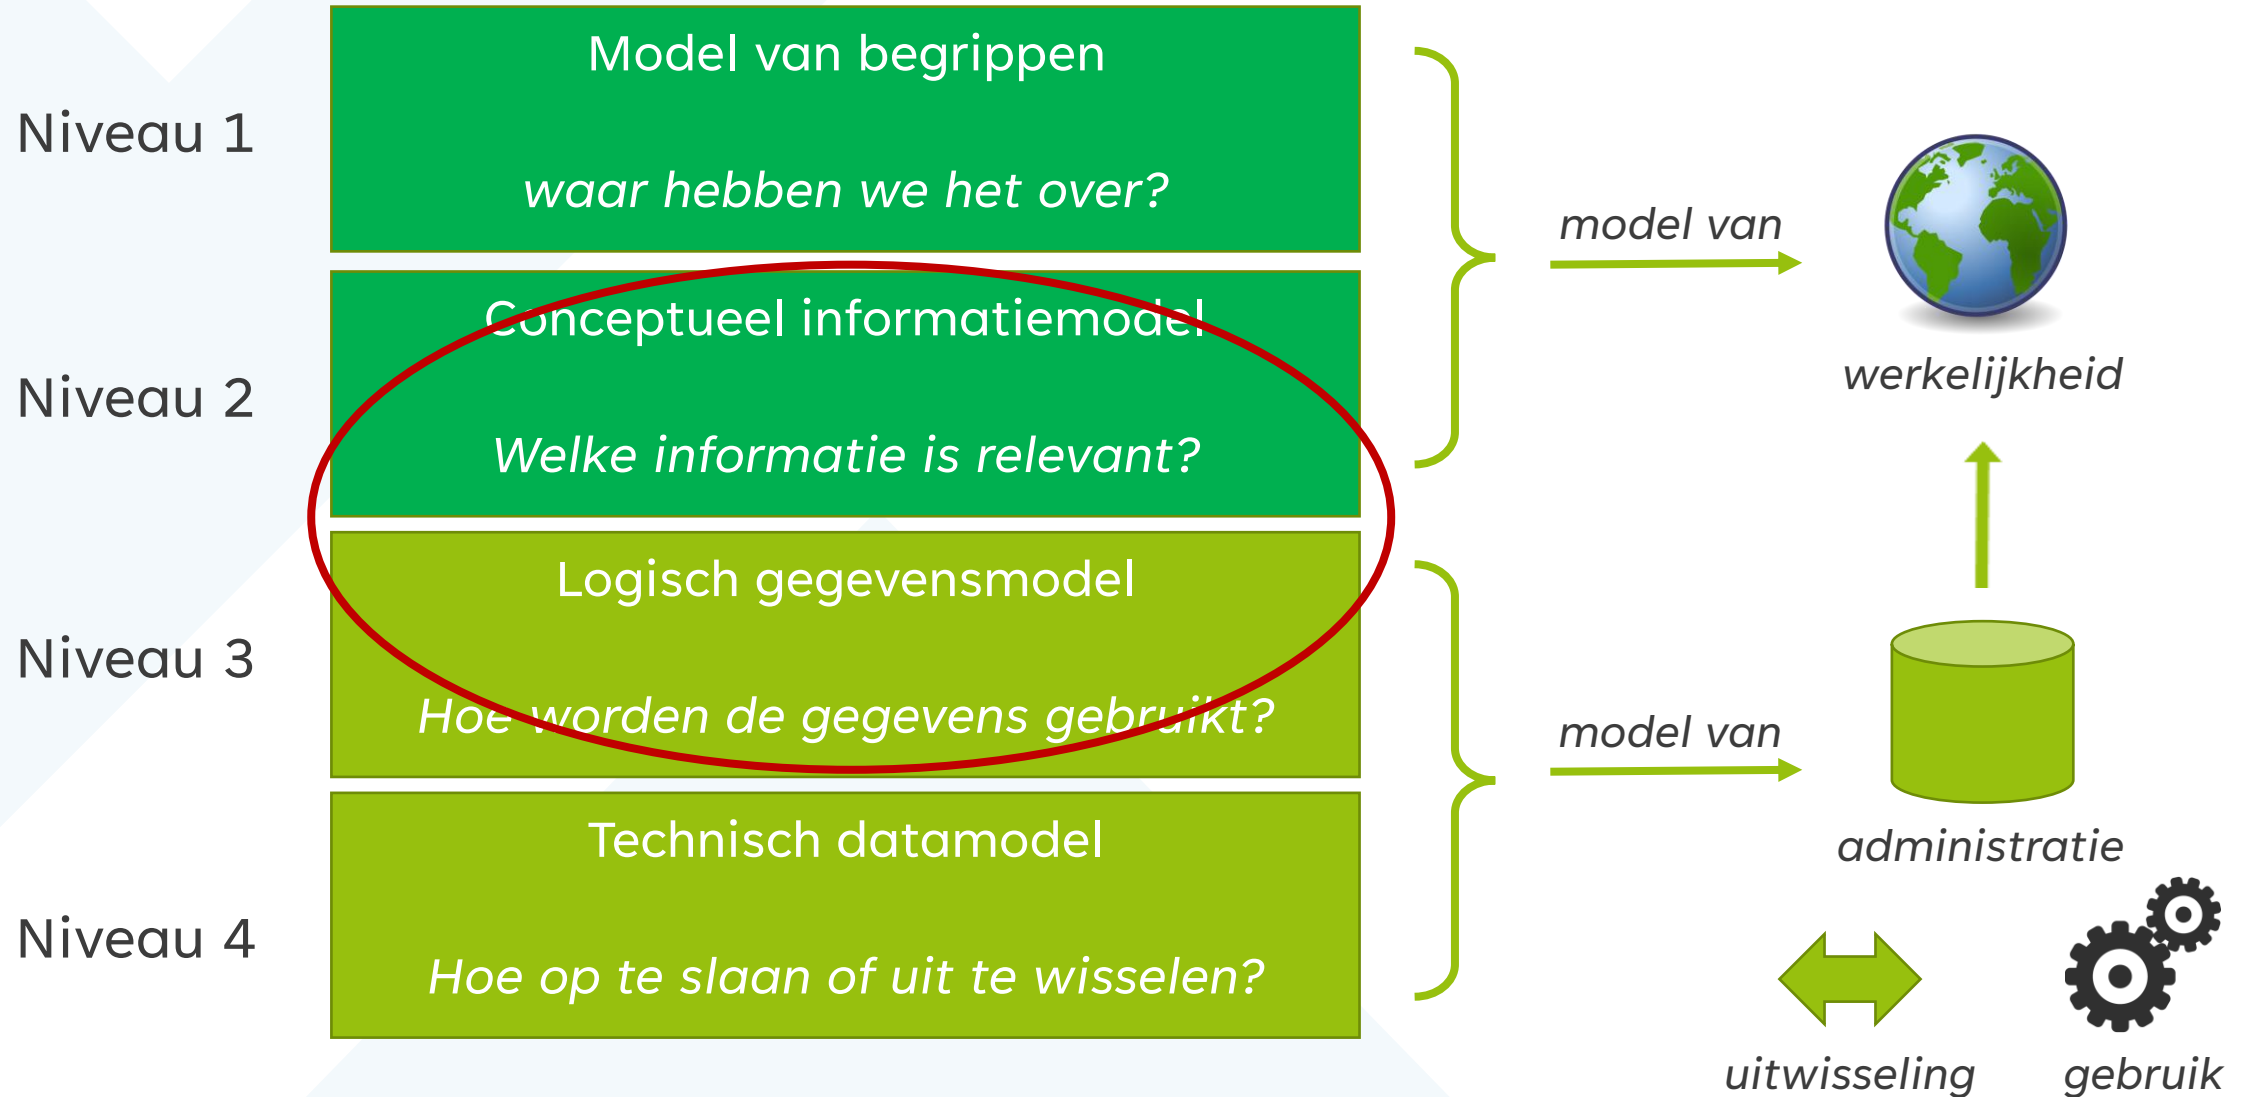 Niveau 1
Model van begrippen
waar hebben we het over?
Niveau 2
Conceptueel informatiemodel
Welke informatie is relevant?
Niveau 3
Logisch gegevensmodel
Hoe worden de gegevens gebruikt?
Niveau 4
Technisch datamodel
Hoe op te slaan of uit te wisselen?
model van
werkelijkheid
model van
administratie
uitwisseling
gebruik